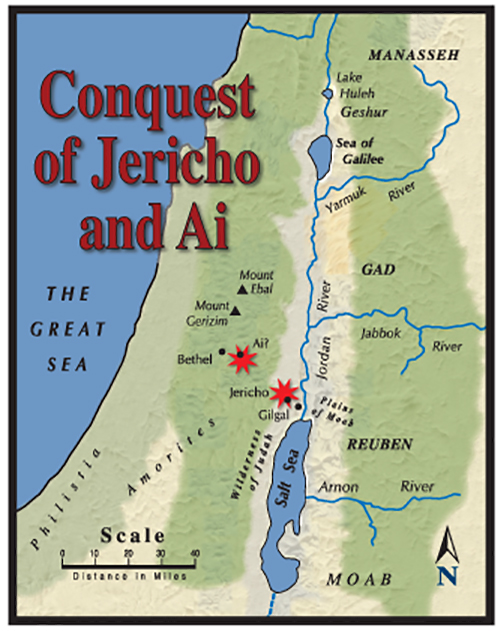 Conquest
of Jericho
and Ai
MANASSEH
Lake
Huleh
Geshur
Sea of
Galilee
Yarmuk River
THE
GREAT
SEA
GAD
Mount
Ebal
Mount
Gerizim
Jordan River
Jabbok River
Ai?
Bethel
Jericho
Gilgal
Plains
of Moab
Wilderness
of Judah
REUBEN
Salt Sea
Amorites
Philistia
Arnon River
MOAB
Scale
0 10 20 30 40
Distance in Miles
N